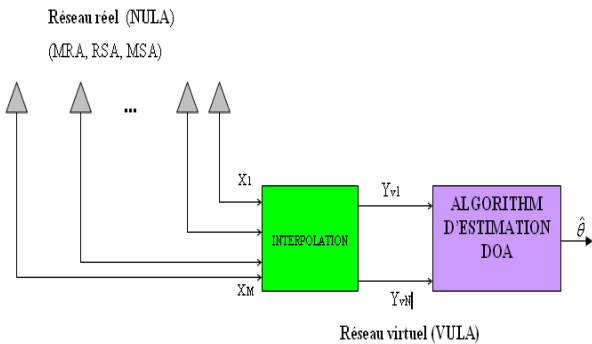 Réseau réel (NULA)
(MRA, RSA, MSA)
...
X1
Yv1
ALGORITHM
D'ESTIMATION
DOA
INTERPOLATION
θ̂
XM
YvN
Réseau virtuel (VULA)